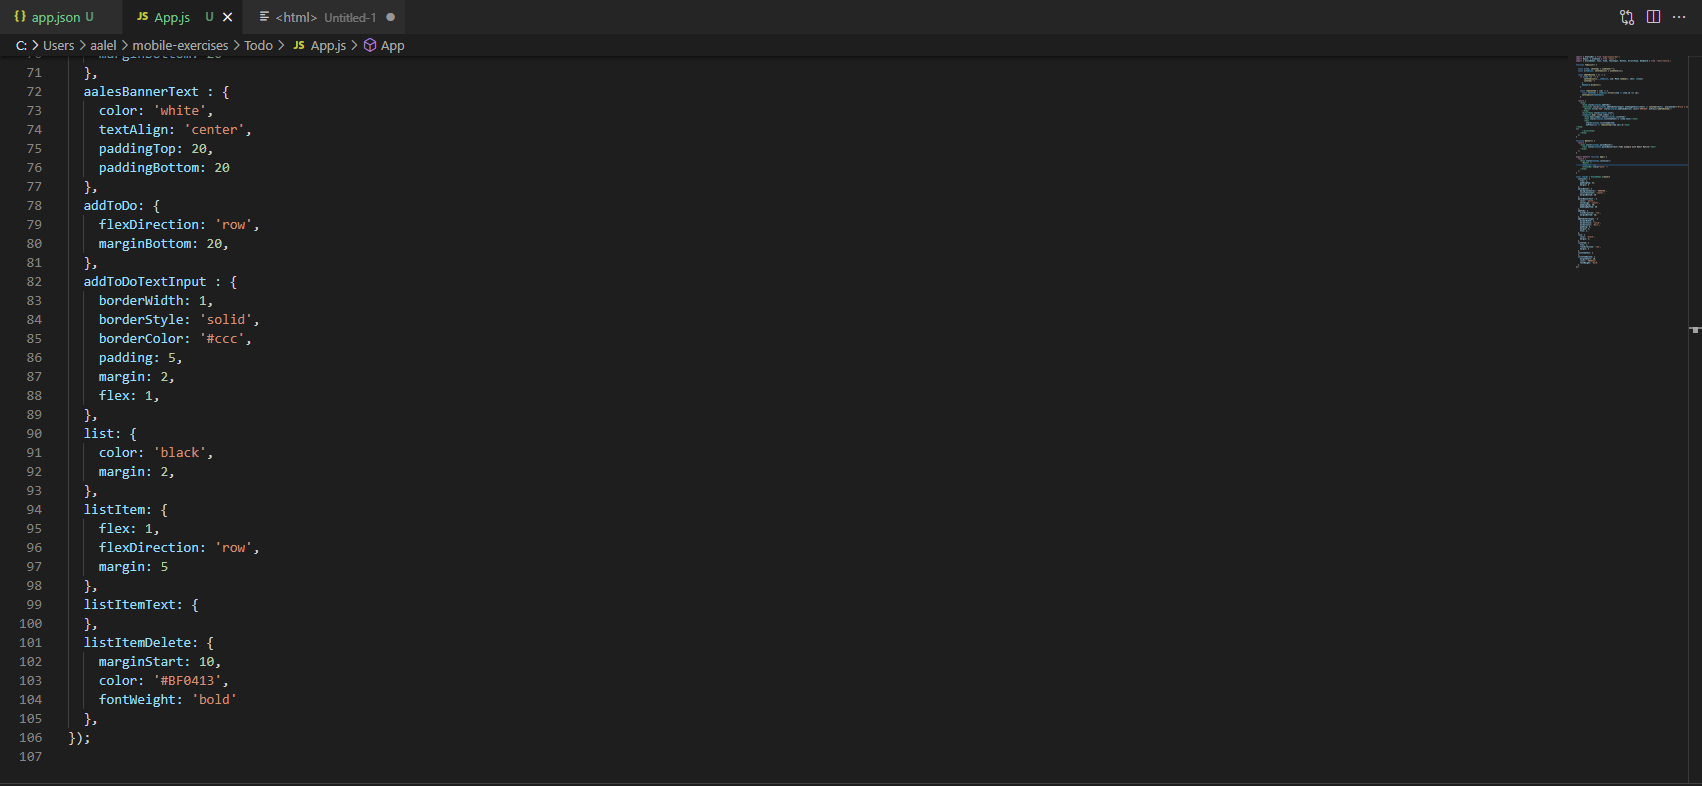 {} app.json U JS App.js U × <html> Untitled-1
C: > Users > aalel > mobile-exercises > Todo > JS App.js > App
71 },
72 aalesBannerText : {
73 color: 'white',
74 textAlign: 'center',
75 paddingTop: 20,
76 paddingBottom: 20
77 },
78 addToDo: {
79 flexDirection: 'row',
80 marginBottom: 20,
81 },
82 addToDoTextInput : {
83 borderWidth: 1,
84 borderStyle: 'solid',
85 borderColor: '#ccc',
86 padding: 5,
87 margin: 2,
88 flex: 1,
89 },
90 list: {
91 color: 'black',
92 margin: 2,
93 },
94 listItem: {
95 flex: 1,
96 flexDirection: 'row',
97 margin: 5
98 },
99 listItemText: {
100 },
101 listItemDelete: {
102 marginStart: 10,
103 color: '#BF0413',
104 fontWeight: 'bold'
105 },
106 });
107